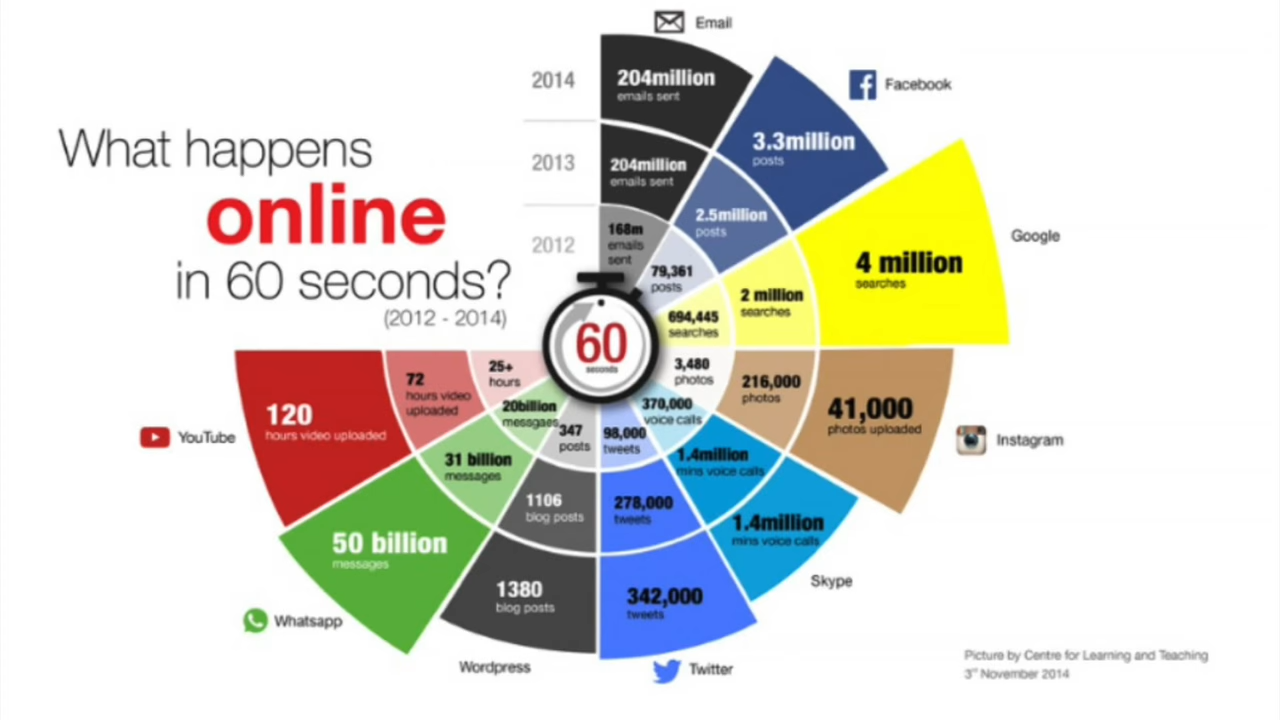 What happens
online
in 60 seconds?
(2012 - 2014)
2014
2013
2012
Email
204million
emails sent
204million
emails sent
168m
emails
sent
Facebook
3.3million
posts
2.5million
posts
79,361
posts
Google
4 million
searches
2 million
searches
694,445
searches
Instagram
41,000
photos uploaded
216,000
photos
3,480
photos
Skype
1.4million
mins voice calls
1.4million
mins voice calls
370,000
voice calls
Twitter
342,000
tweets
278,000
tweets
98,000
tweets
Wordpress
1380
blog posts
1106
blog posts
347
posts
Whatsapp
50 billion
messages
31 billion
messages
20billion
messgaes
YouTube
120
hours video uploaded
72
hours video
uploaded
25+
hours
60
seconds
Picture by Centre for Learning and Teaching
3rd November 2014